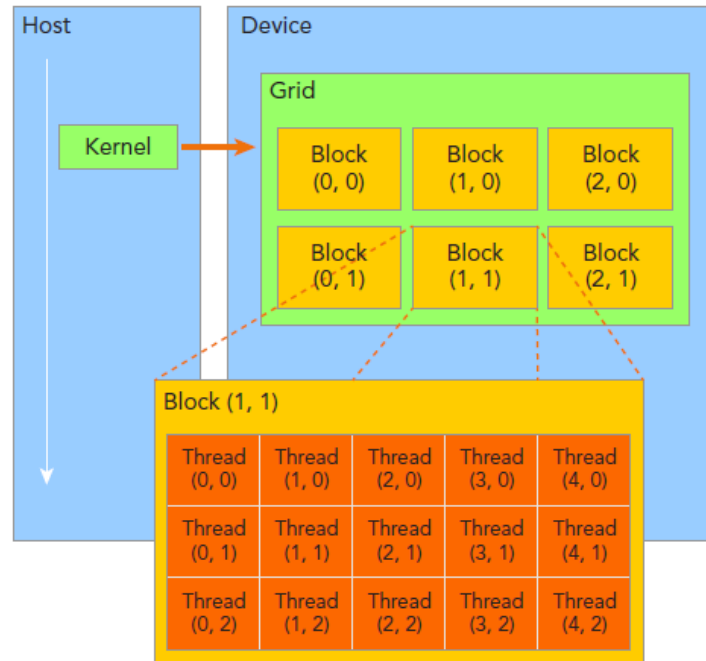 Host
Device
Grid
Kernel
Block Block Block
(0, 0) (1, 0) (2, 0)
Block Block Block
(0, 1) (1, 1) (2, 1)
Block (1, 1)
Thread Thread Thread Thread Thread
(0, 0) (1, 0) (2, 0) (3, 0) (4, 0)
Thread Thread Thread Thread Thread
(0, 1) (1, 1) (2, 1) (3, 1) (4, 1)
Thread Thread Thread Thread Thread
(0, 2) (1, 2) (2, 2) (3, 2) (4, 2)